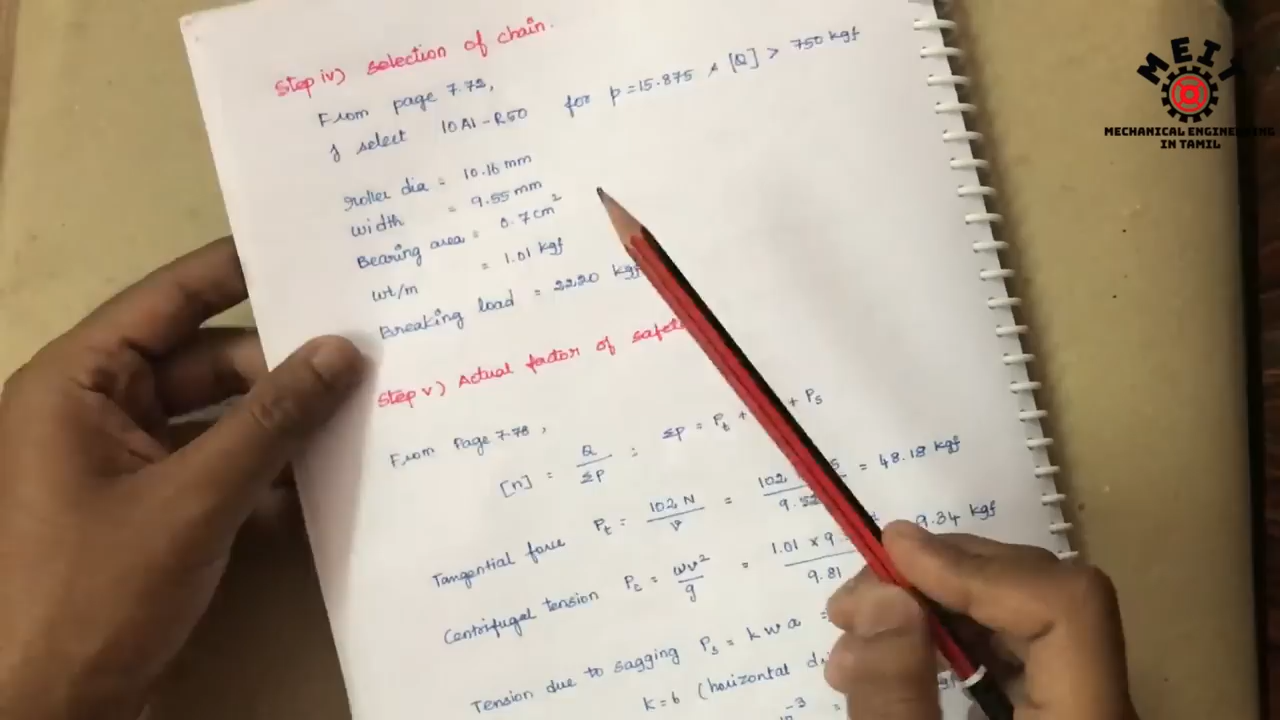 Step iv) selection of chain.
From page 7.72,
I select 10A1-R50 for p=15.875 & [Q] > 750 kgf
roller dia = 10.16 mm
width = 9.55 mm
Bearing area = 0.7 cm²
wt/m = 1.01 kgf
Breaking load = 2220 kgf
Step v) Actual factor of
From Page 7.78,
[n] = Q/ΣP : ΣP = Pt + + Ps
Tangential force Pt = 102 N/v = 102 = 48.18 kgf
Centrifugal tension Pc = wv²/g = 1.01 × 9. /9.81 9.34 kgf
Tension due to sagging Ps = k w a =
k = 6 (horizontal
MEIT
MECHANICAL ENGINEERING
IN TAMIL